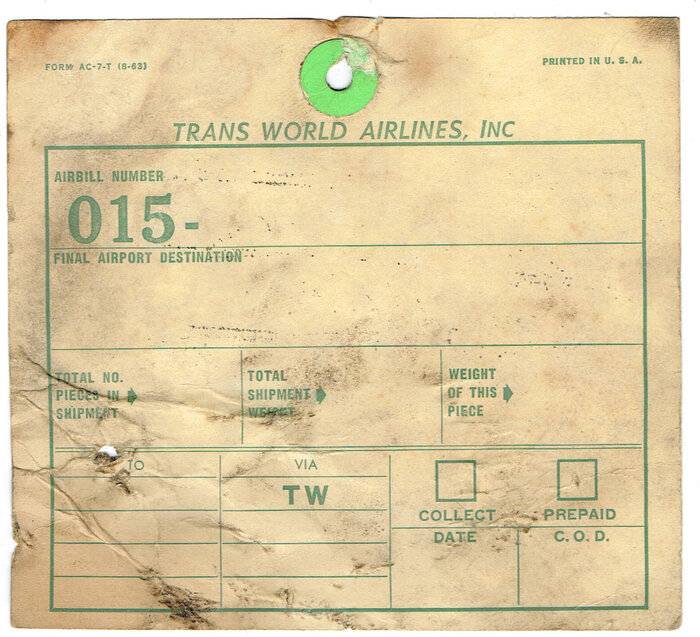 FORM AC-7-T (8-63)
PRINTED IN U. S. A.
TRANS WORLD AIRLINES, INC
AIRBILL NUMBER
015-
FINAL AIRPORT DESTINATION
TOTAL NO.
PIECES IN
SHIPMENT
TOTAL
SHIPMENT
WEIGHT
WEIGHT
OF THIS
PIECE
TO
VIA
TW
COLLECT
PREPAID
DATE
C. O. D.